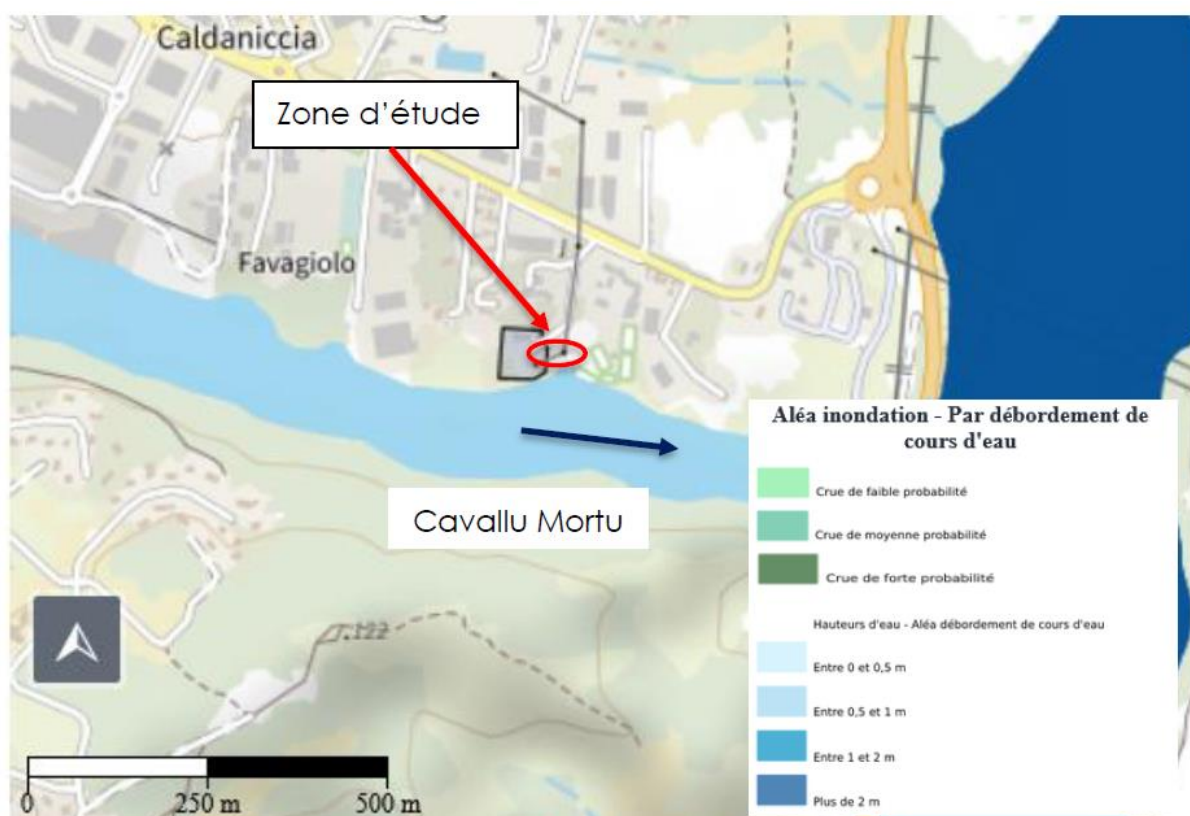 Caldaniccia
Zone d'étude
Favagiolo
Cavallu Mortu
122
0
250 m
500 m
Aléa inondation - Par débordement de
cours d'eau
Crue de faible probabilité
Crue de moyenne probabilité
Crue de forte probabilité
Hauteurs d'eau - Aléa débordement de cours d'eau
Entre 0 et 0,5 m
Entre 0,5 et 1 m
Entre 1 et 2 m
Plus de 2 m